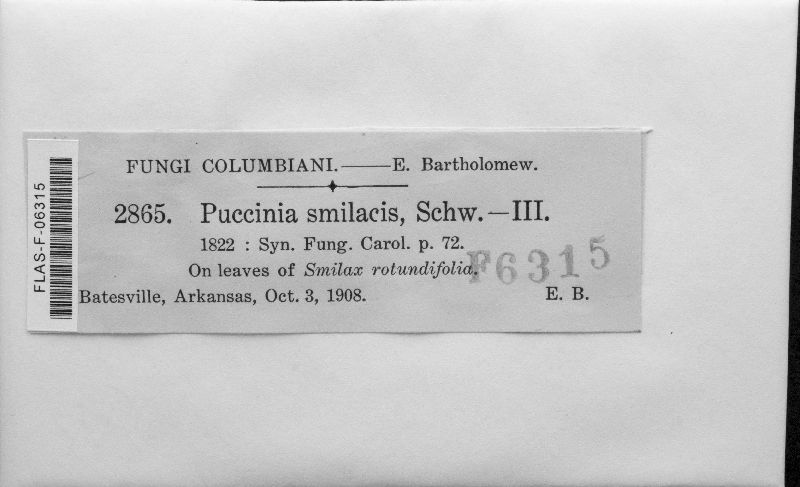 FUNGI COLUMBIANI.——E. Bartholomew.
2865. Puccinia smilacis, Schw.—III.
1822 : Syn. Fung. Carol. p. 72.
On leaves of Smilax rotundifolia.
F6315
Batesville, Arkansas, Oct. 3, 1908. E. B.
FLAS-F-06315